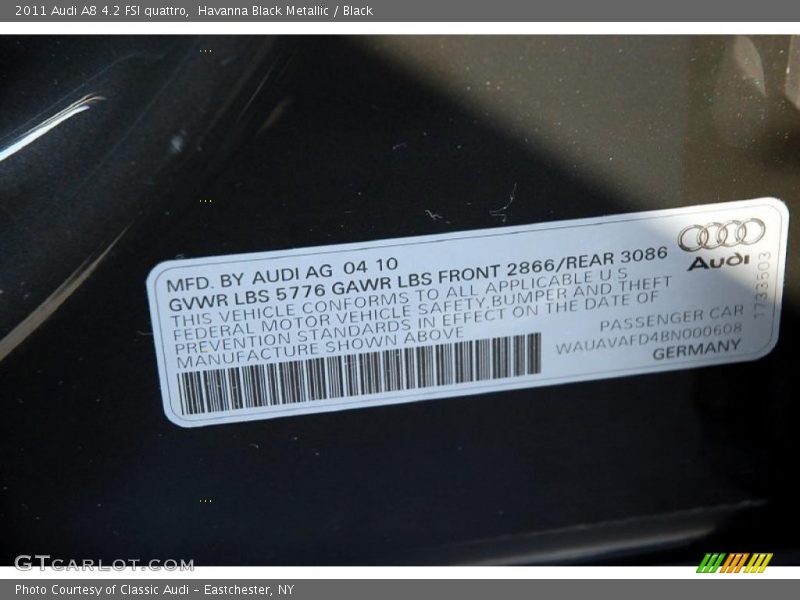 2011 Audi A8 4.2 FSI quattro,  Havanna Black Metallic / Black
MFD. BY AUDI AG  04 10
GVWR LBS 5776 GAWR LBS FRONT 2866/REAR 3086
THIS VEHICLE CONFORMS TO ALL APPLICABLE U S
FEDERAL MOTOR VEHICLE SAFETY,BUMPER AND THEFT
PREVENTION STANDARDS IN EFFECT ON THE DATE OF
MANUFACTURE SHOWN ABOVE
Audi
1733503
PASSENGER CAR
WAUAVAFD4BN000608
GERMANY
GTCARLOT.COM
Photo Courtesy of Classic Audi - Eastchester, NY